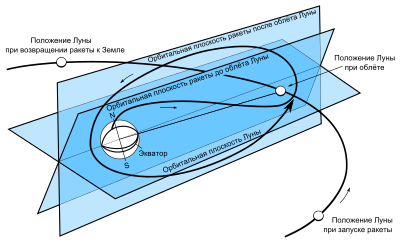 Положение Луны
при возвращении ракеты к Земле
Орбитальная плоскость ракеты после облёта Луны
Орбитальная плоскость ракеты до облёта Луны
Положение Луны
при облёте
N
Экватор
S
Орбитальная плоскость Луны
Положение Луны
при запуске ракеты